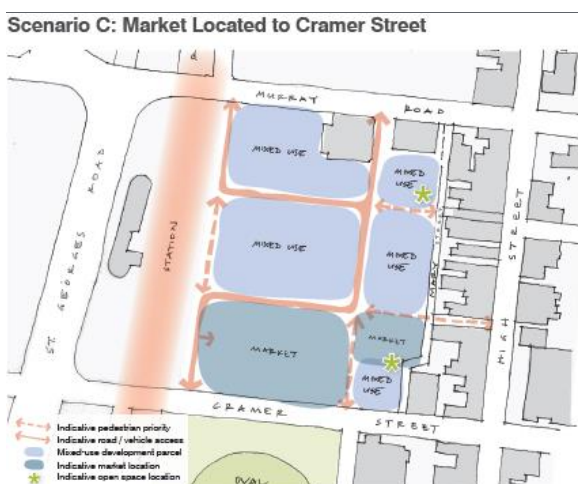 Scenario C: Market Located to Cramer Street
MURRAY ROAD
MIXED USE
MIXED
USE
ST. GEORGES ROAD
STATION
MIXED USE
MIXED
USE
MARY STREET
HIGH STREET
MARKET
MARKET
MIXED
USE
CRAMER STREET
OVAL
Indicative pedestrian priority
Indicative road / vehicle access
Mixed-use development parcel
Indicative market location
Indicative open space location